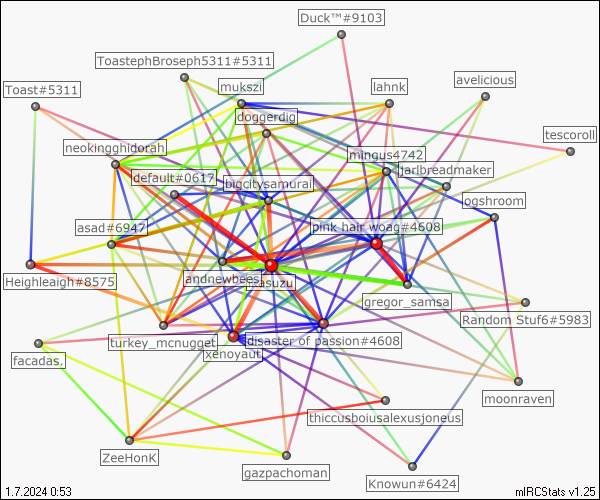 Duck™#9103
ToastephBroseph5311#5311
mukszi
lahnk
avelicious
Toast#5311
doggerdig
tescoroll
neokingghidorah
mingus4742
jarlbreadmaker
default#0617
bigcitysamurai
ogshroom
asad#6947
pink hair woag#4608
Heighleaigh#8575
andnewbees
asuzu
gregor_samsa
Random Stuf6#5983
turkey_mcnugget
disaster of passion#4608
xenoyaut
facadas.
moonraven
thiccusboiusalexusjoneus
ZeeHonK
gazpachoman
Knowun#6424
1.7.2024 0:53
mIRCStats v1.25